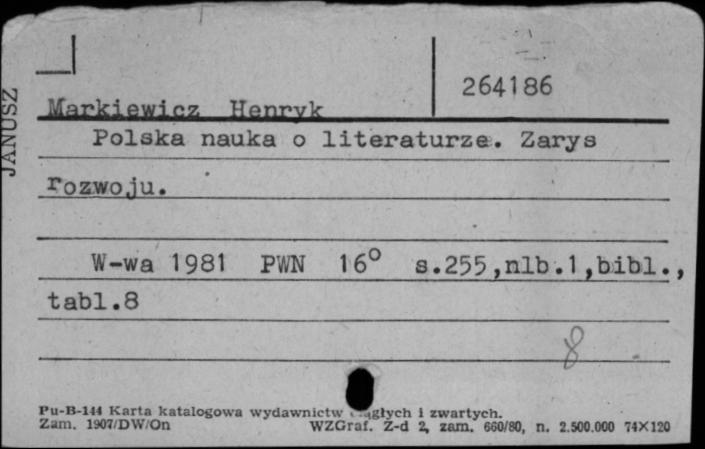 264186
JANUSZ
Markiewicz Henryk
Polska nauka o literaturze. Zarys
rozwoju.
W-wa 1981 PWN 16° s.255,nlb.1,bibl.,
tabl.8
8
Pu-B-144 Karta katalogowa wydawnictw ciągłych i zwartych.
Zam. 1907/DW/On WZGraf. Z-d 2, zam. 660/80, n. 2.500.000 74X120